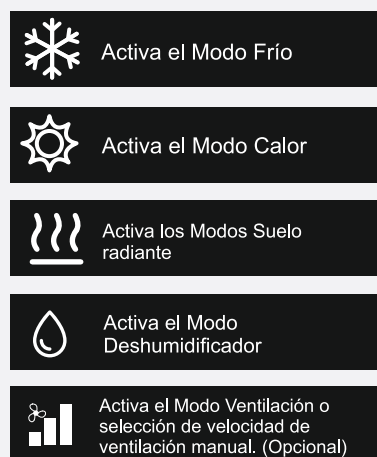 Activa el Modo Frío
Activa el Modo Calor
Activa los Modos Suelo
radiante
Activa el Modo
Deshumidificador
Activa el Modo Ventilación o
selección de velocidad de
ventilación manual. (Opcional)